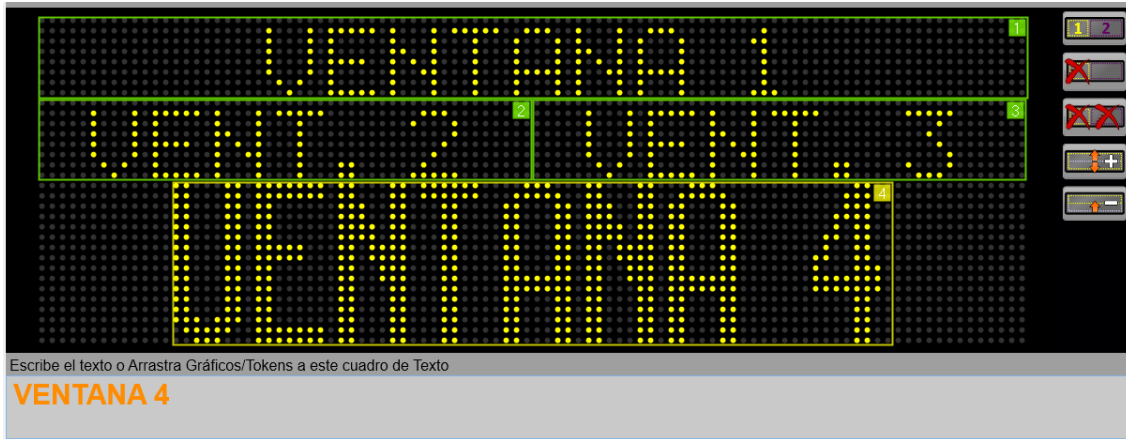 VENTANA 1
1
1 2
VENT. 2
2
VENT. 3
3
VENTANA 4
4
Escribe el texto o Arrastra Gráficos/Tokens a este cuadro de Texto
VENTANA 4